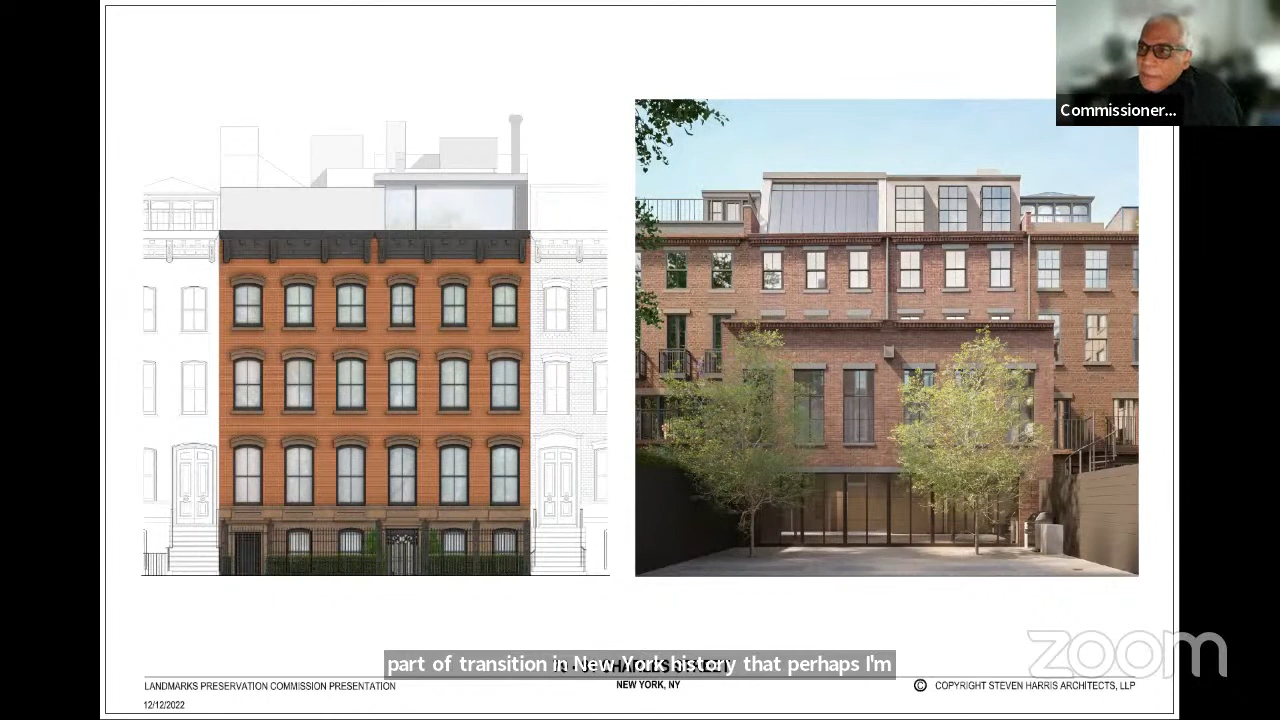 Commissioner...
part of transition in New York history that perhaps I'm
LANDMARKS PRESERVATION COMMISSION PRESENTATION
NEW YORK, NY
© COPYRIGHT STEVEN HARRIS ARCHITECTS, LLP
12/12/2022
zoom